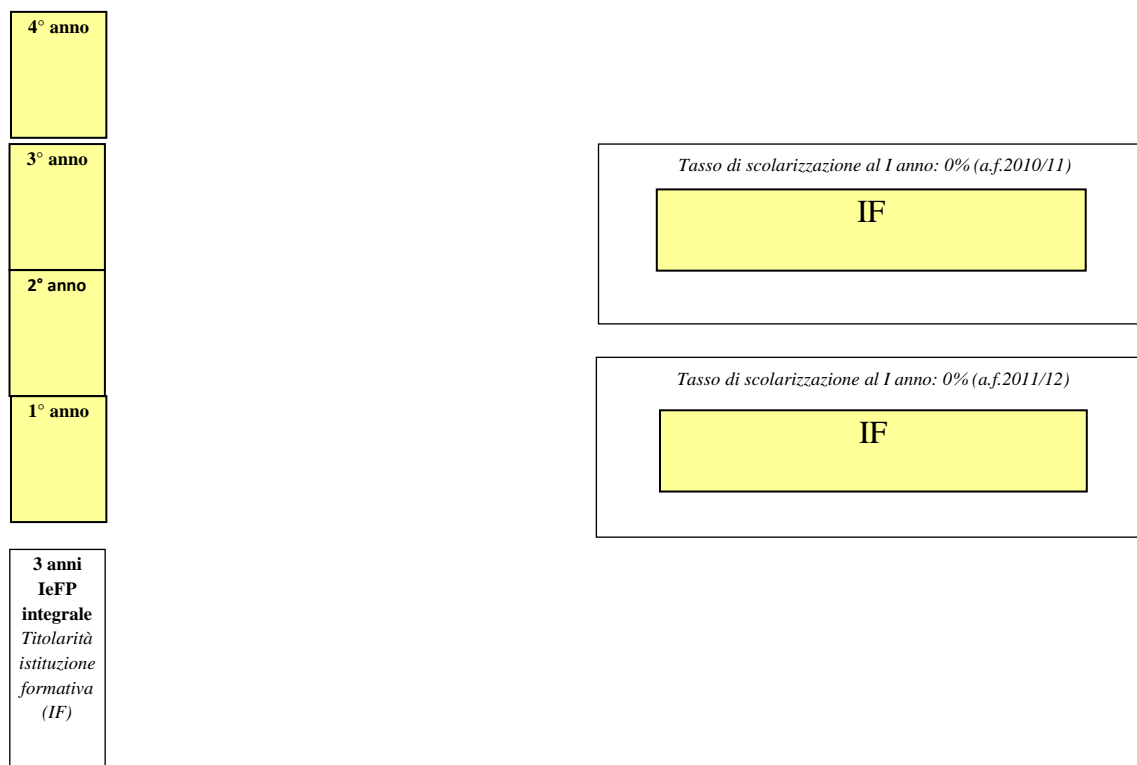 4° anno
3° anno
2° anno
1° anno
3 anni
IeFP
integrale
Titolarità
istituzione
formativa
(IF)
Tasso di scolarizzazione al I anno: 0% (a.f.2010/11)
IF
Tasso di scolarizzazione al I anno: 0% (a.f.2011/12)
IF